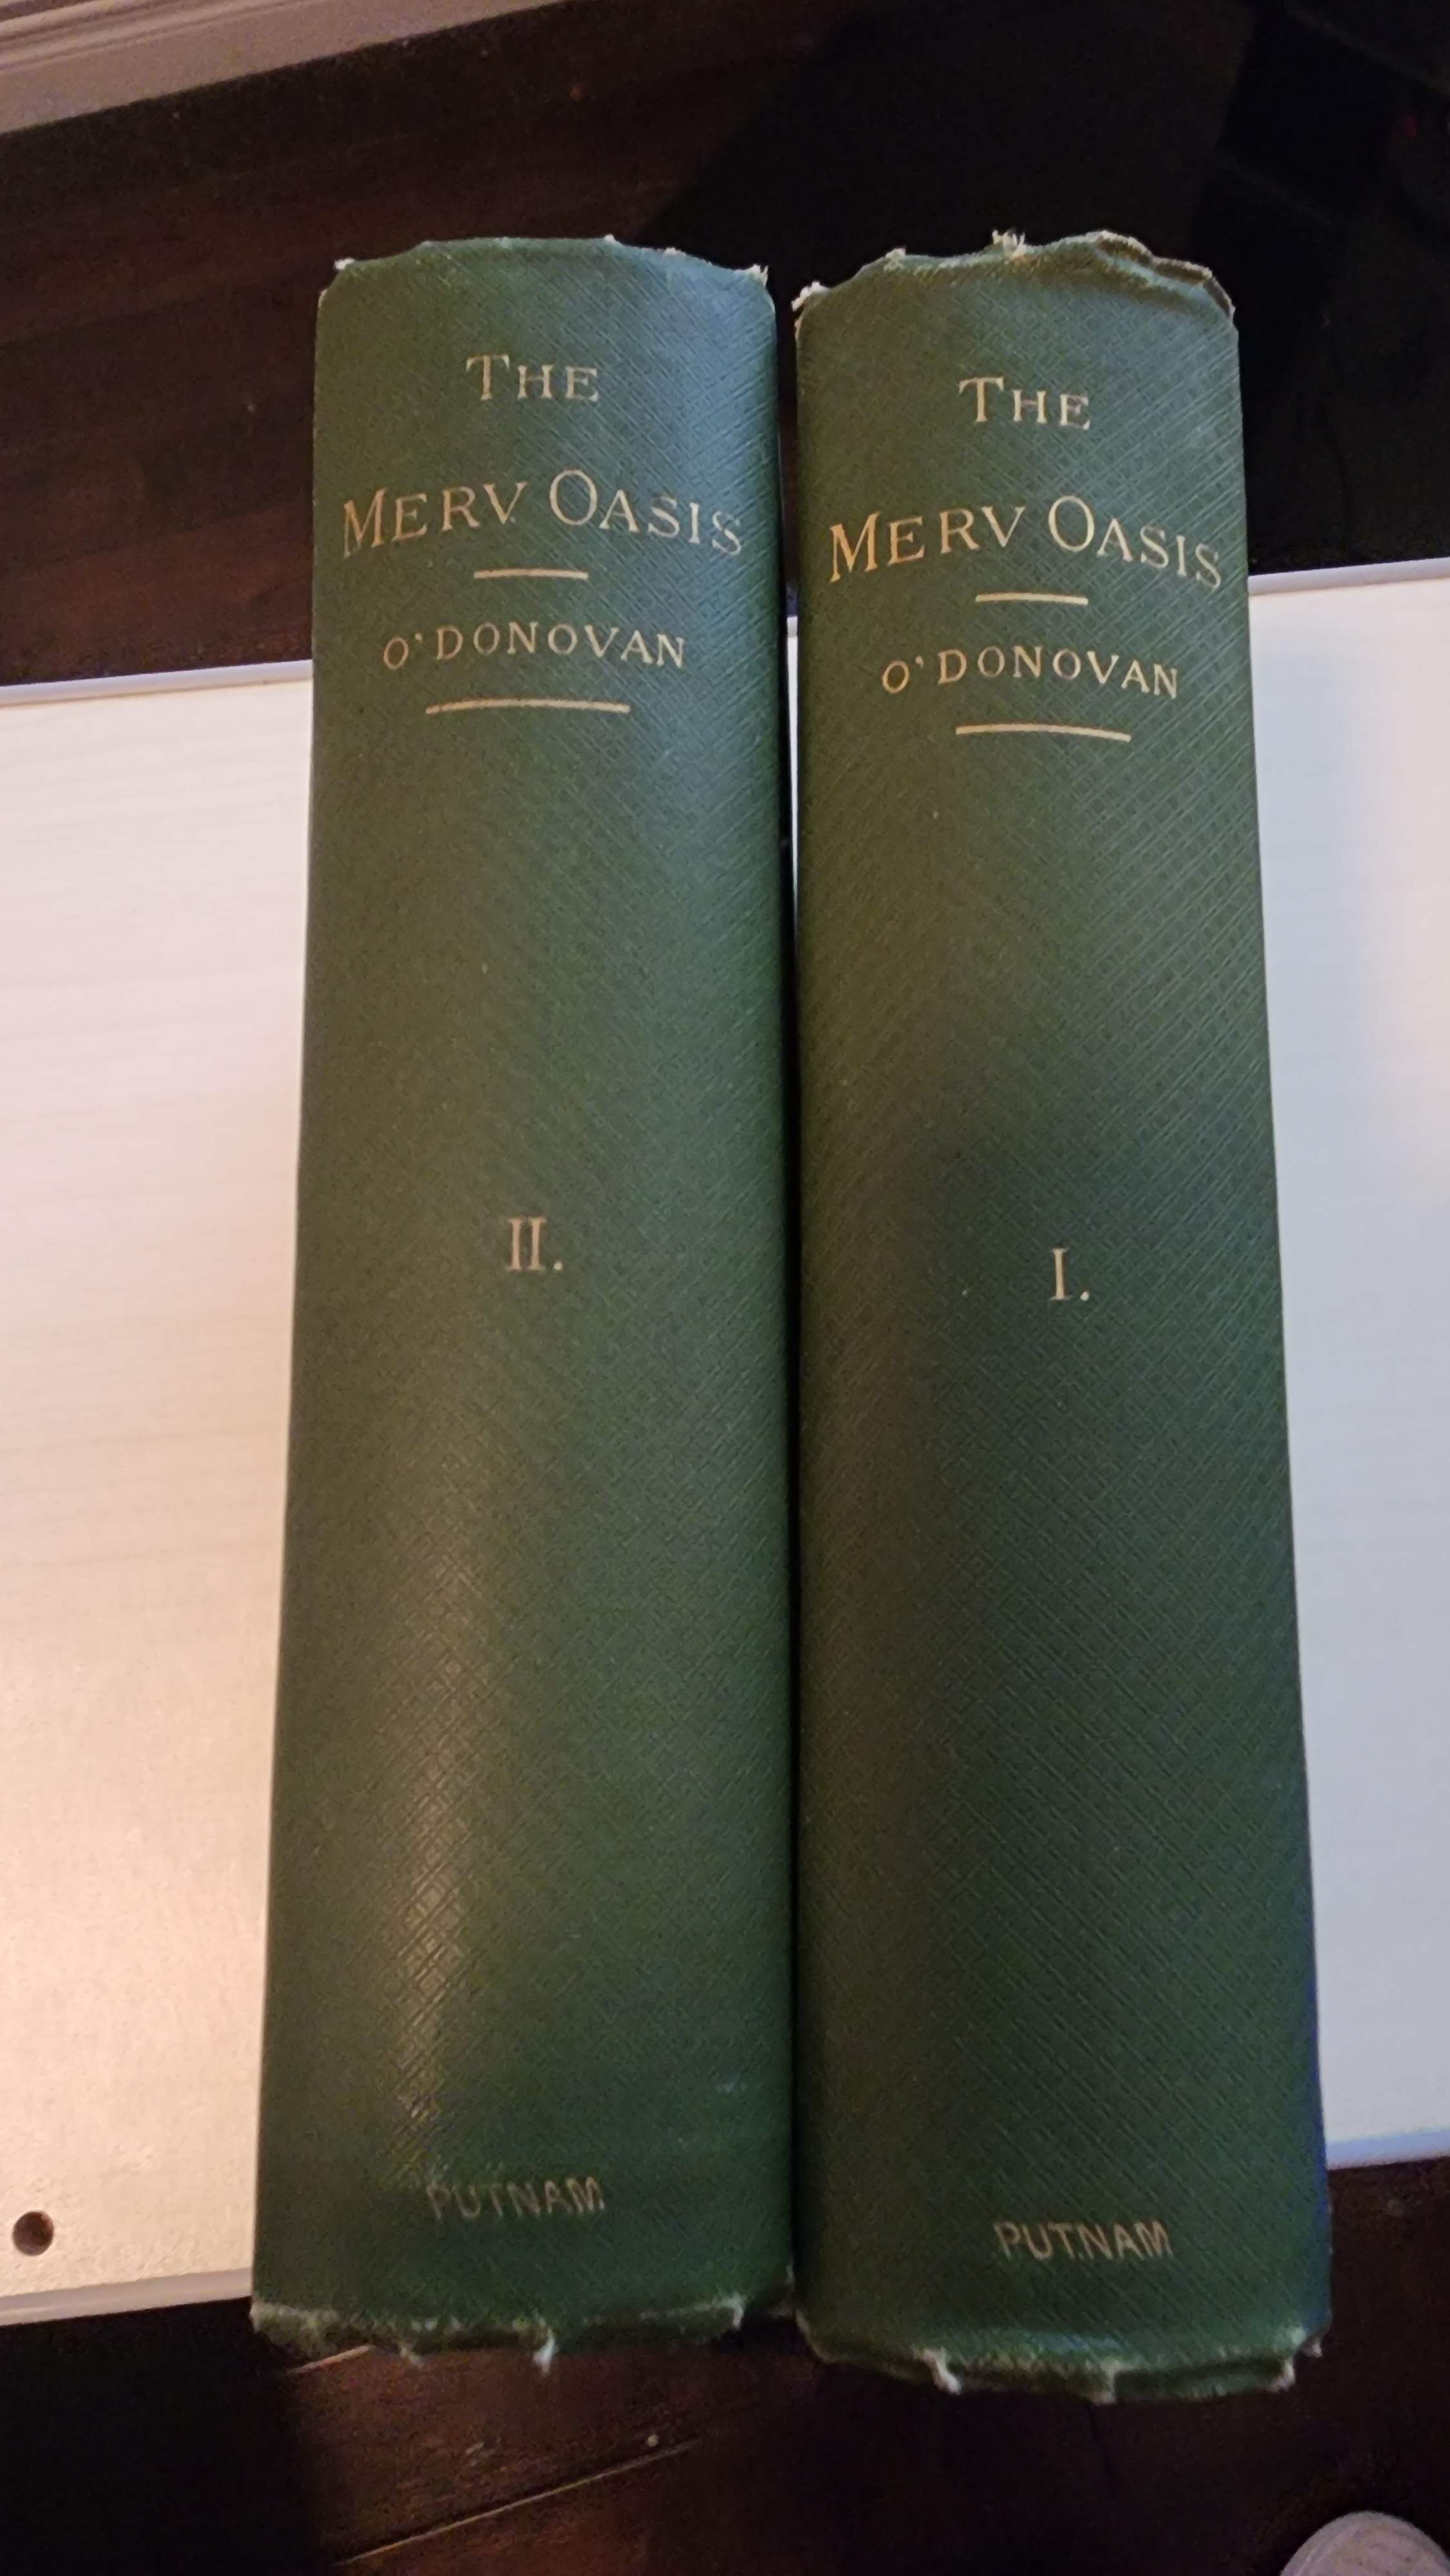 THE
MERV OASIS
O'DONOVAN
II.
PUTNAM
THE
MERV OASIS
O'DONOVAN
I.
PUTNAM